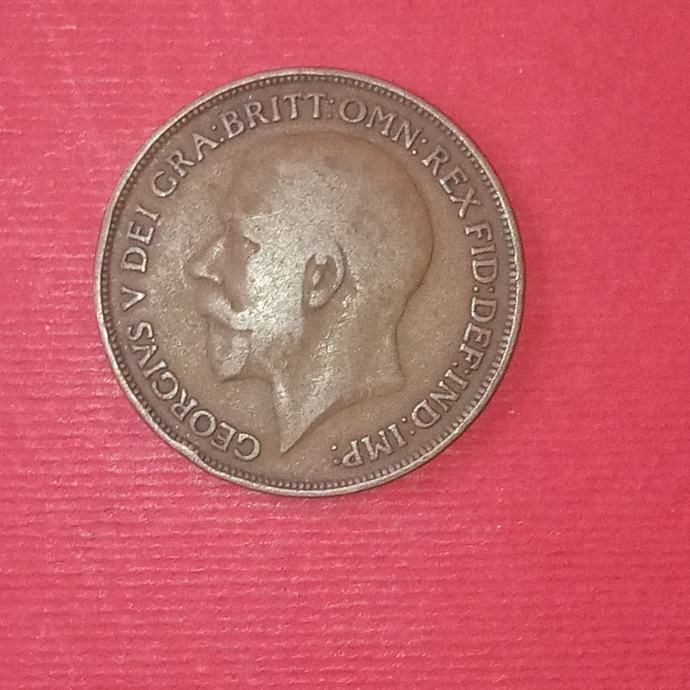 GEORGIVS V DEI GRA:BRITT:OMN:REX FID:DEF:IND:IMP: